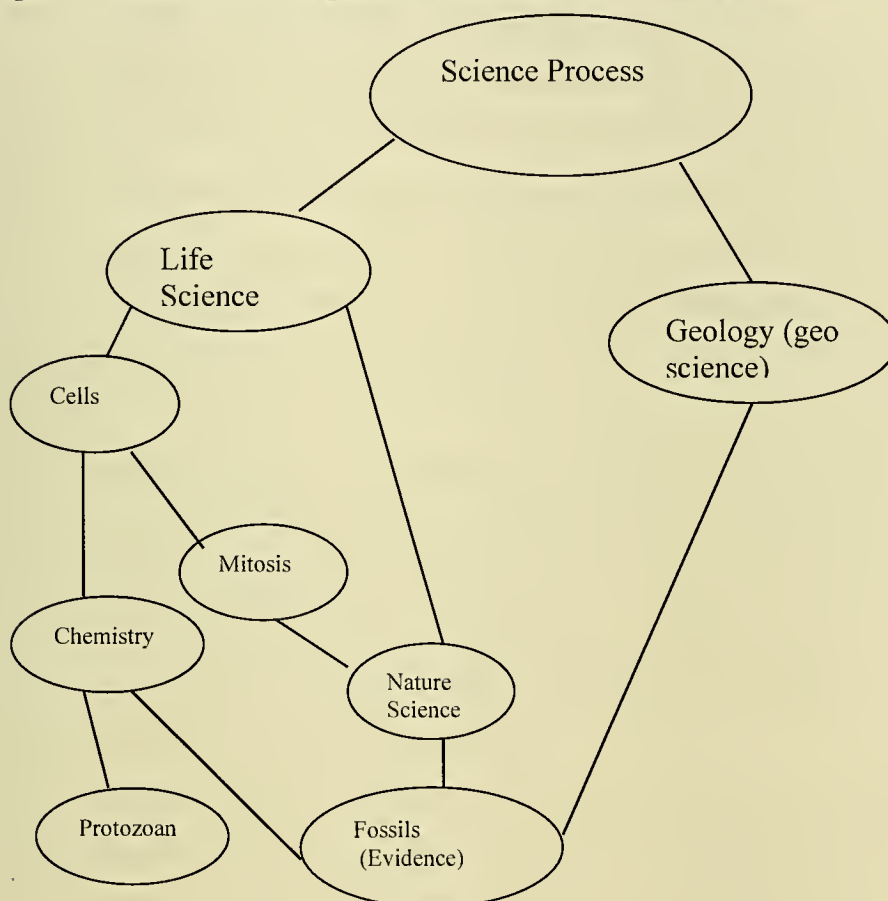 Science Process
Life
Science
Geology (geo
science)
Cells
Mitosis
Chemistry
Nature
Science
Protozoan
Fossils
(Evidence)